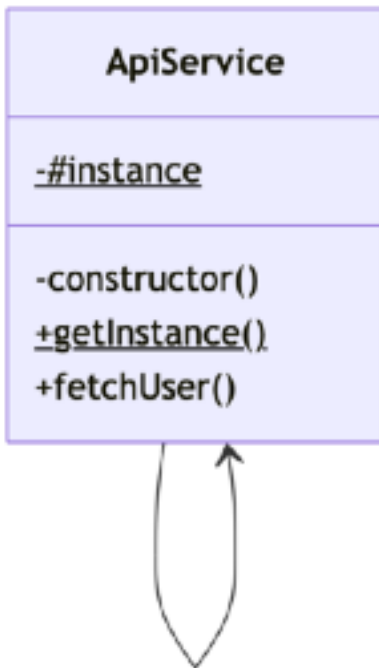 ApiService
-#instance
-constructor()
+getInstance()
+fetchUser()